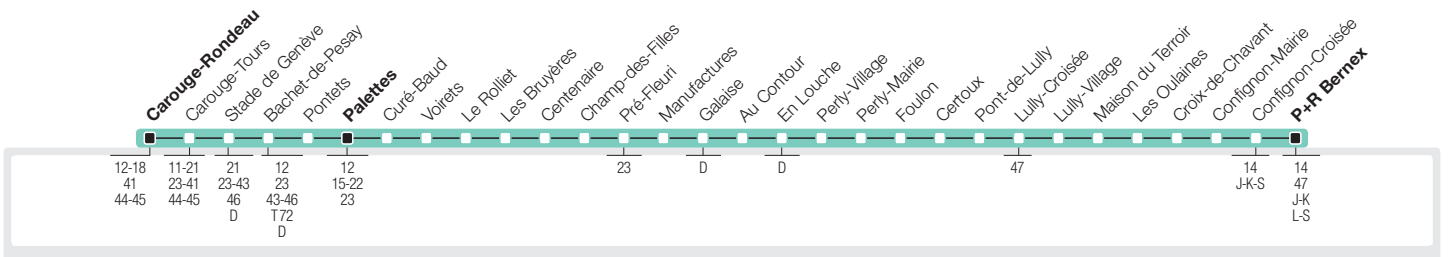 Carouge-Rondeau
Carouge-Tours
Stade de Genève
Bachet-de-Pesay
Pontets
Palettes
Curé-Baud
Voirets
Le Rolliet
Les Bruyères
Centenaire
Champ-des-Filles
Pré-Fleuri
Manufactures
Galaise
Au Contour
En Louche
Perly-Village
Perly-Mairie
Foulon
Certoux
Pont-de-Lully
Lully-Croisée
Lully-Village
Maison du Terroir
Les Oulaines
Croix-de-Chavant
Confignon-Mairie
Confignon-Croisée
P+R Bernex
12-18
41
44-45
11-21
23-41
44-45
21
23-43
46
D
12
23
43-46
T72
D
12
15-22
23
23
D
D
47
14
J-K-S
14
47
J-K
L-S